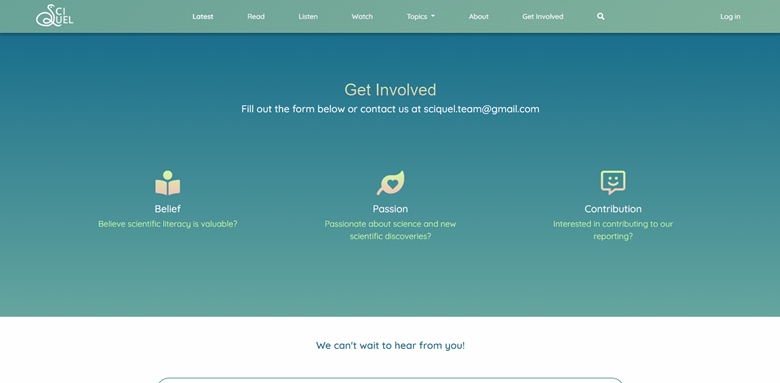 SCI
QUEL
Latest
Read
Listen
Watch
Topics
About
Get Involved
Log in
Get Involved
Fill out the form below or contact us at sciquel.team@gmail.com
Belief
Believe scientific literacy is valuable?
Passion
Passionate about science and new
scientific discoveries?
Contribution
Interested in contributing to our
reporting?
We can't wait to hear from you!